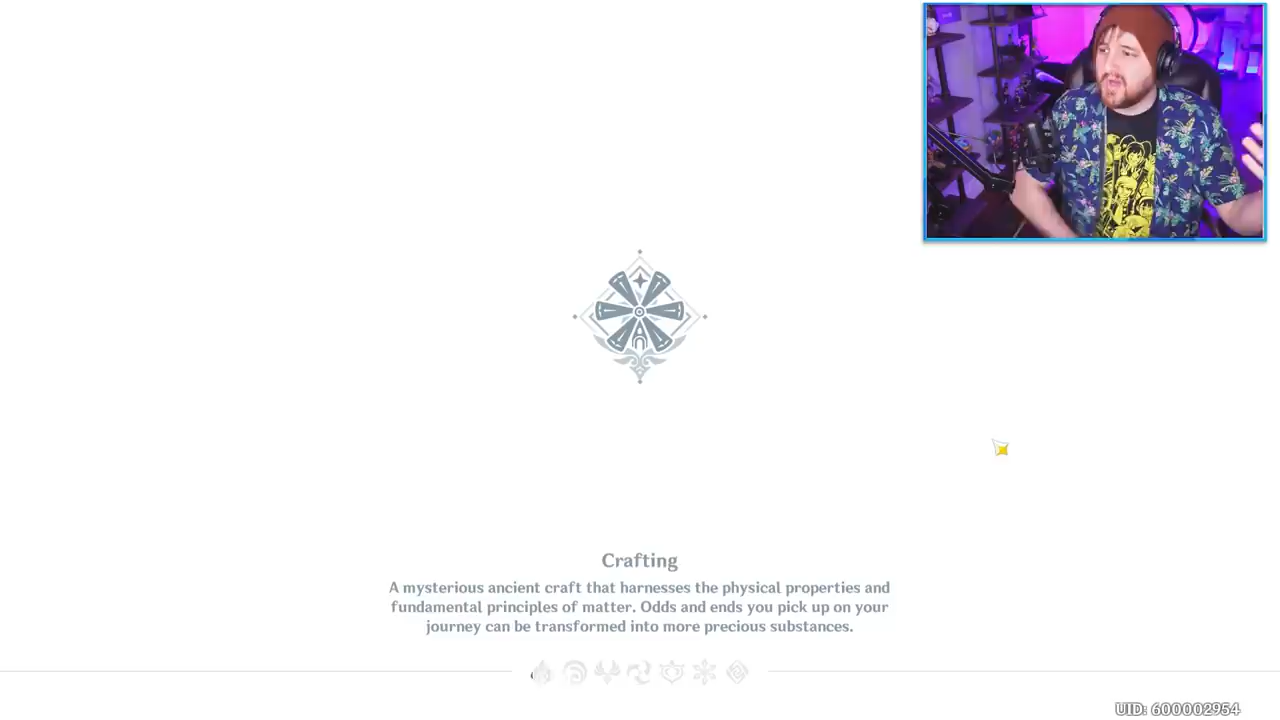 Crafting
A mysterious ancient craft that harnesses the physical properties and
fundamental principles of matter. Odds and ends you pick up on your
journey can be transformed into more precious substances.
UID: 600002954